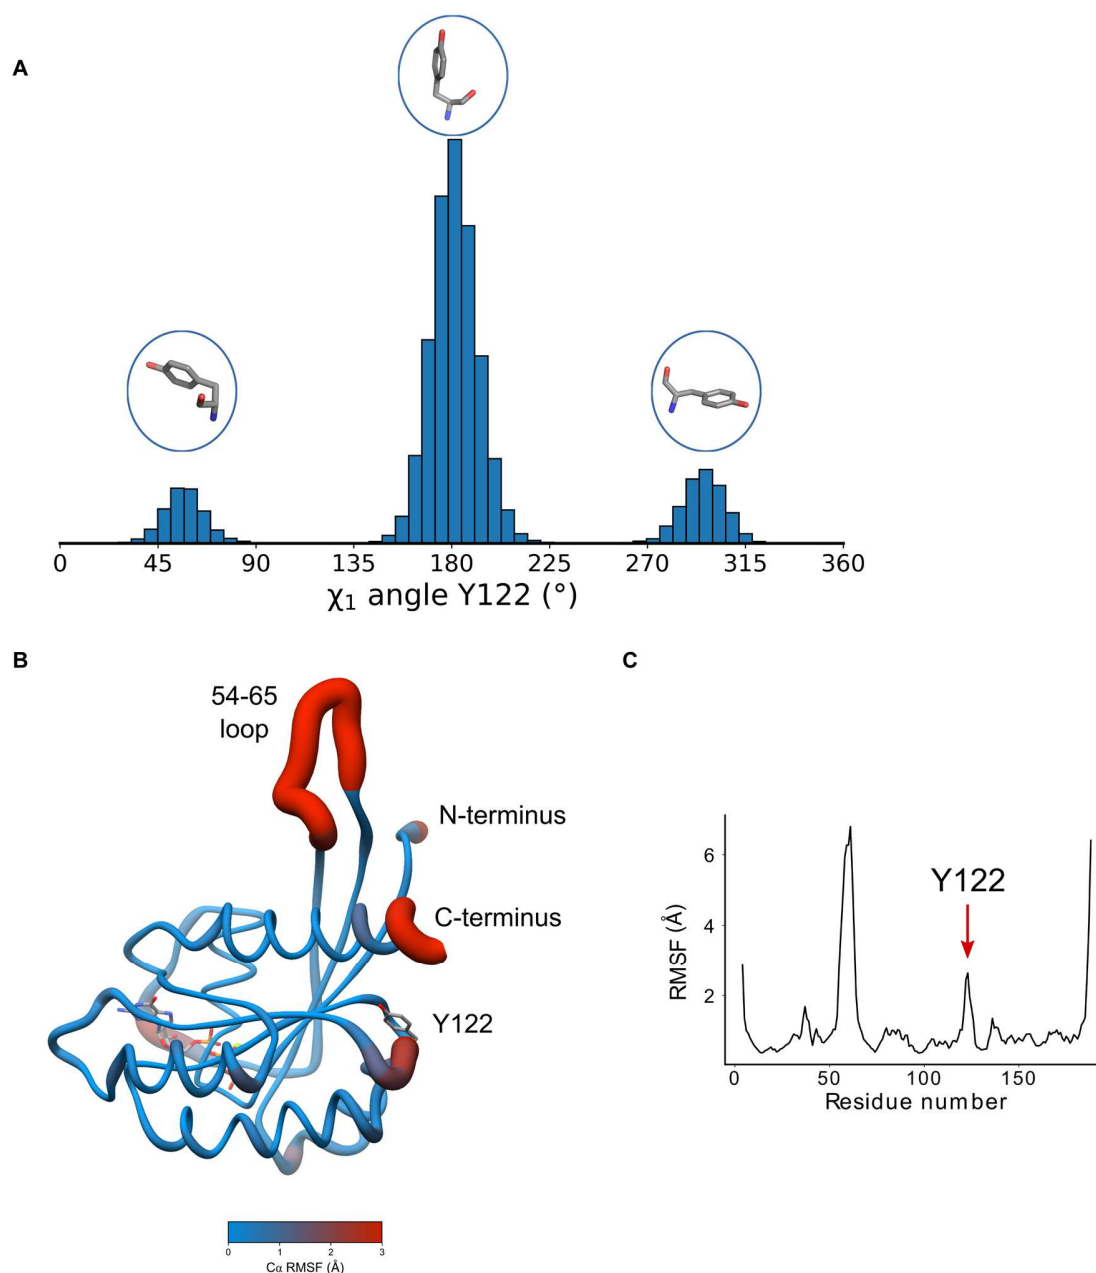 A
0 45 90 135 180 225 270 315 360
χ₁ angle Y122 (°)
B
54-65
loop
N-terminus
C-terminus
Y122
0 1 2 3
Cα RMSF (Å)
C
Y122
6
4
2
RMSF (Å)
0 50 100 150
Residue number